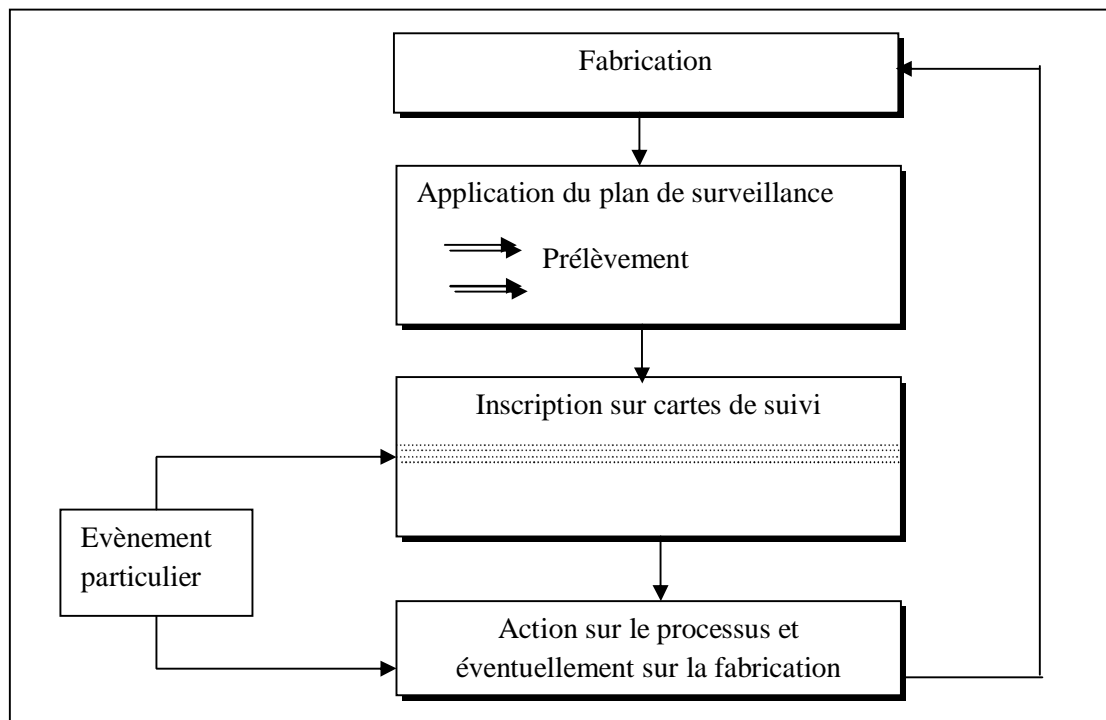 Fabrication
Application du plan de surveillance
Prélèvement
Inscription sur cartes de suivi
Evènement
particulier
Action sur le processus et
éventuellement sur la fabrication